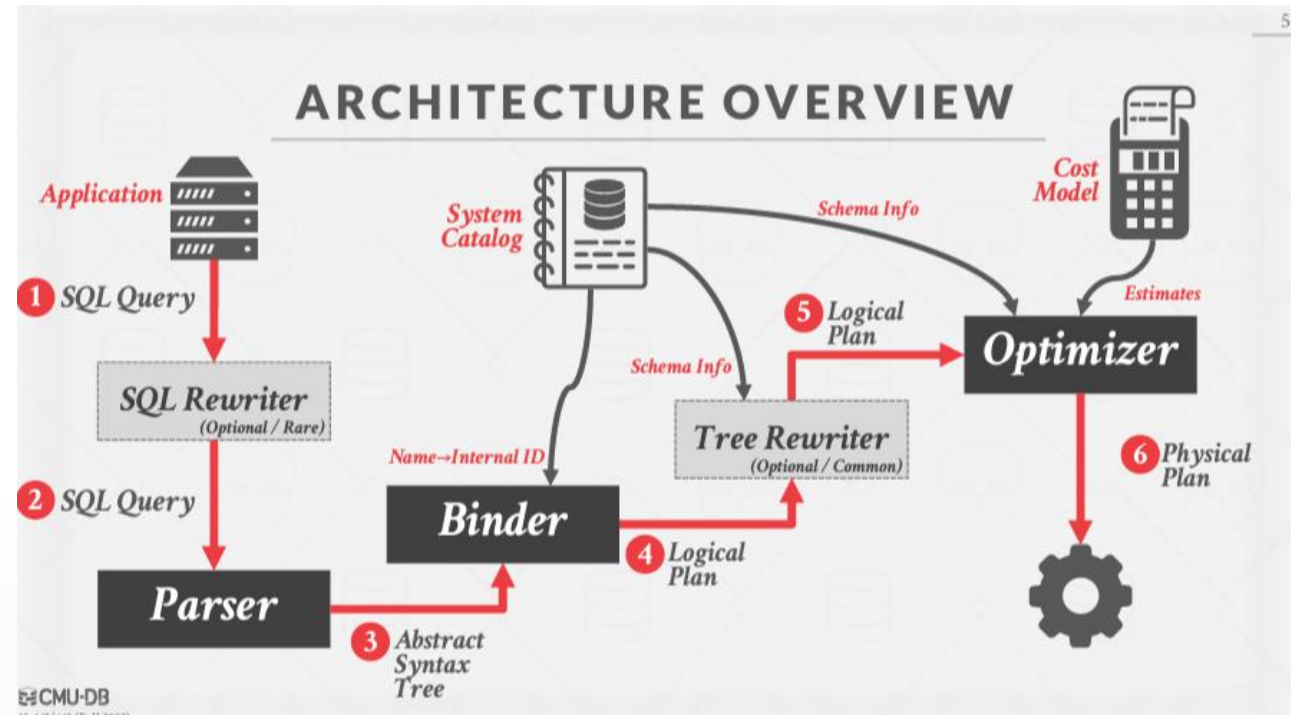 5
ARCHITECTURE OVERVIEW
Application
System
Catalog
Schema Info
Cost
Model
1 SQL Query
Estimates
5 Logical
Plan
Optimizer
Schema Info
SQL Rewriter
(Optional / Rare)
Tree Rewriter
(Optional / Common)
Name→Internal ID
6 Physical
Plan
2 SQL Query
Binder
4 Logical
Plan
Parser
3 Abstract
Syntax
Tree
CMU·DB